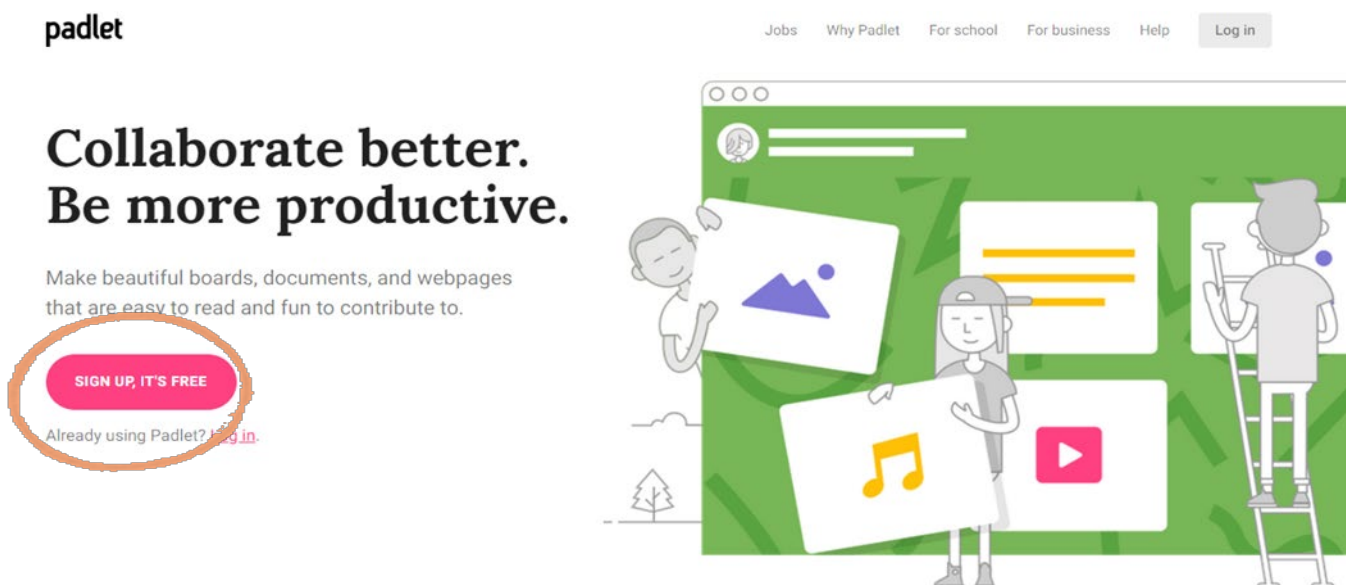 padlet
Jobs Why Padlet For school For business Help Log in
Collaborate better.
Be more productive.
Make beautiful boards, documents, and webpages
that are easy to read and fun to contribute to.
SIGN UP, IT'S FREE
Already using Padlet? Log in.